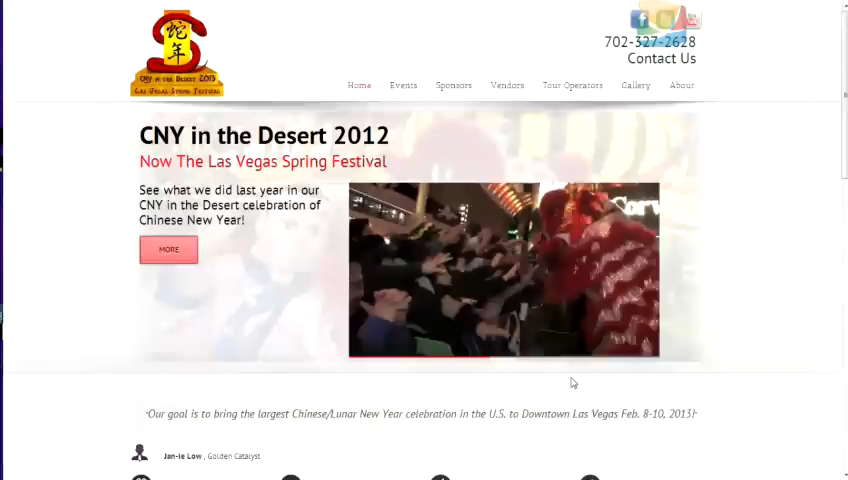 蛇
年
CNY in the Desert 2013
Las Vegas Spring Festival
702-327-2628
Contact Us
Home Events Sponsors Vendors Tour Operators Gallery About
CNY in the Desert 2012
Now The Las Vegas Spring Festival
See what we did last year in our
CNY in the Desert celebration of
Chinese New Year!
MORE
"Our goal is to bring the largest Chinese/Lunar New Year celebration in the U.S. to Downtown Las Vegas Feb. 8-10, 2013!"
Jan-ie Low , Golden Catalyst